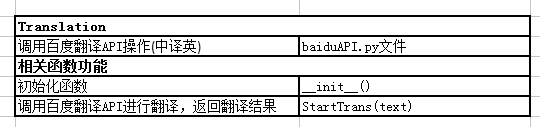 Translation
调用百度翻译API操作(中译英) baiduAPI.py文件
相关函数功能
初始化函数 __init__()
调用百度翻译API进行翻译，返回翻译结果 StartTrans(text)